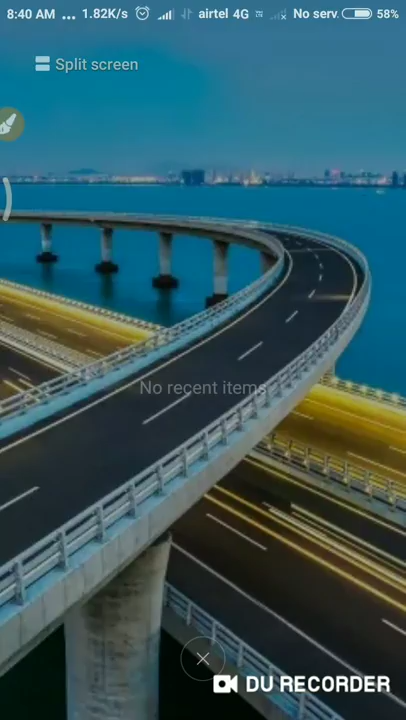 8:40 AM ... 1.82K/s airtel 4G No serv. 58%
Split screen
No recent items
DU RECORDER